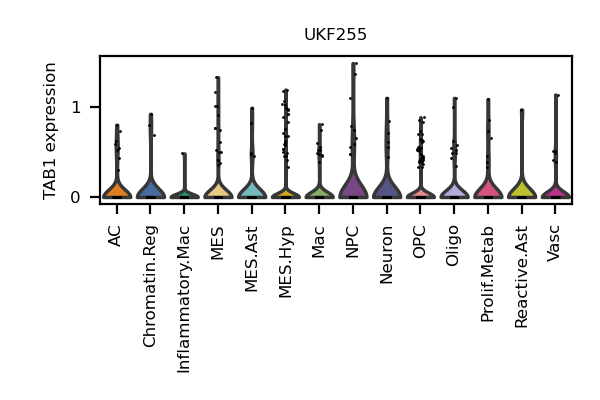 UKF255
TAB1 expression
1
0
AC
Chromatin.Reg
Inflammatory.Mac
MES
MES.Ast
MES.Hyp
Mac
NPC
Neuron
OPC
Oligo
Prolif.Metab
Reactive.Ast
Vasc